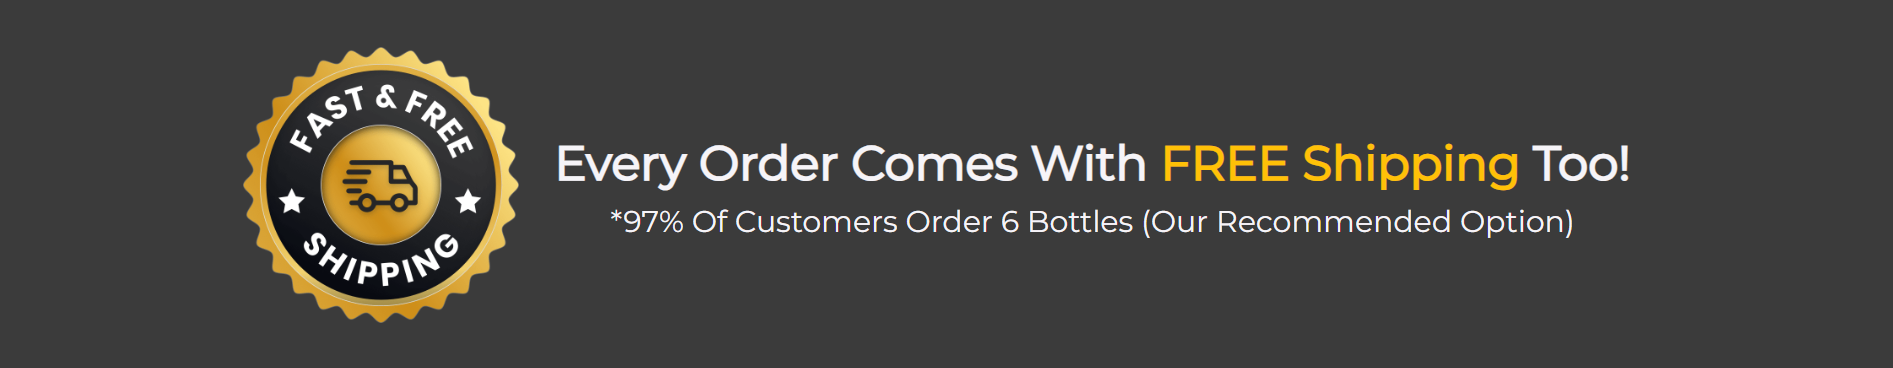 FAST & FREE
SHIPPING
Every Order Comes With FREE Shipping Too!
*97% Of Customers Order 6 Bottles (Our Recommended Option)